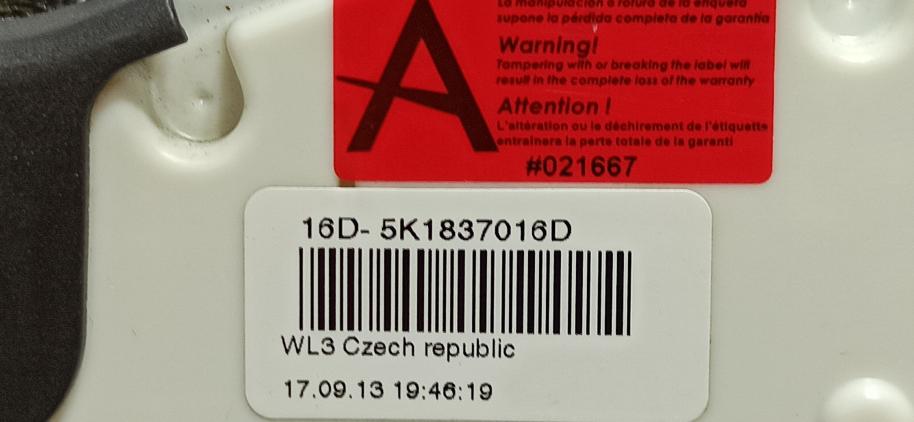 La manipulación o rotura de la etiqueta
supone la pérdida completa de la garantía
Warning!
Tampering with or breaking the label will
result in the complete loss of the warranty
Attention !
L'altération ou le déchirement de l'étiquette
entraînera la perte totale de la garanti
#021667
A
16D- 5K1837016D
WL3 Czech republic
17.09.13 19:46:19